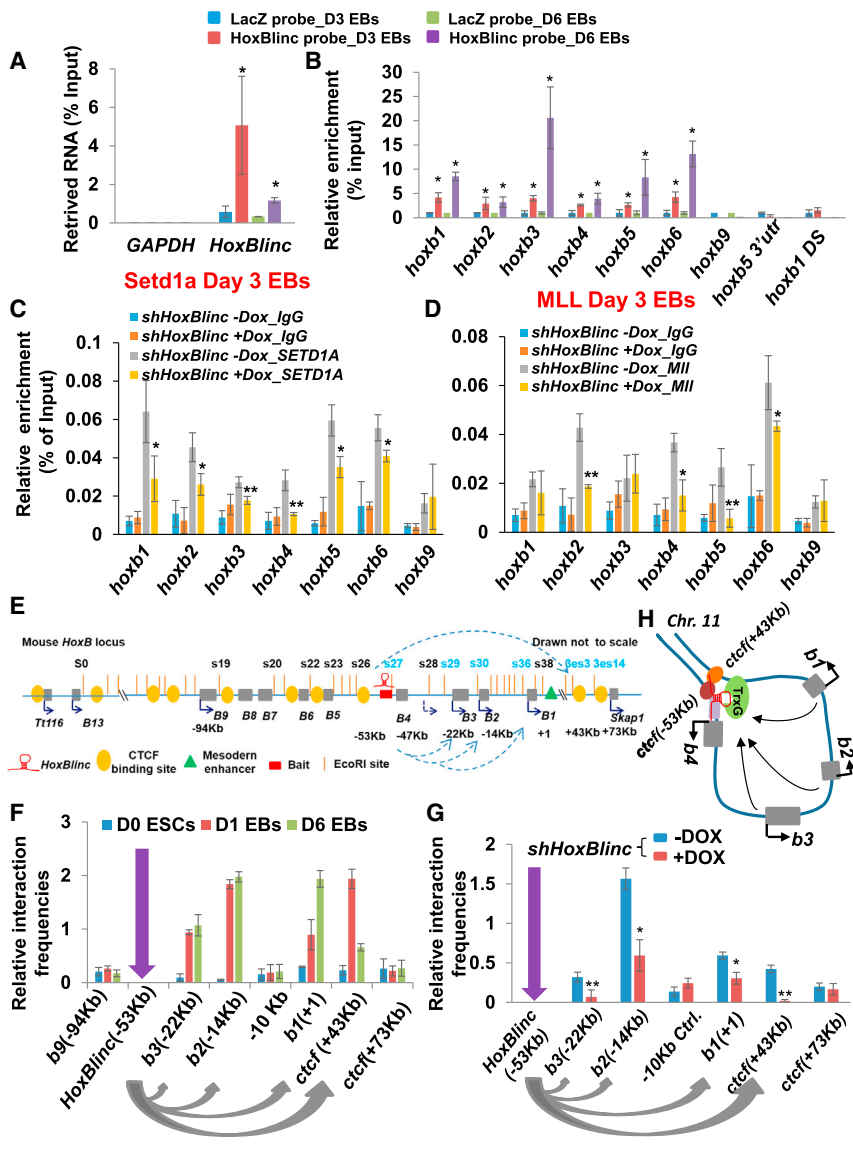 LacZ probe_D3 EBs
LacZ probe_D6 EBs
HoxBlinc probe_D3 EBs
HoxBlinc probe_D6 EBs
A
Retrived RNA (% Input)
8
6
4
2
0
*
*
GAPDH
HoxBlinc
B
Relative enrichment
(% input)
30
25
20
15
10
5
0
* * * * * * * * * * * *
hoxb1
hoxb2
hoxb3
hoxb4
hoxb5
hoxb6
hoxb9
hoxb5 3'utr
hoxb1 DS
Setd1a Day 3 EBs
C
shHoxBlinc -Dox_IgG
shHoxBlinc +Dox_IgG
shHoxBlinc -Dox_SETD1A
shHoxBlinc +Dox_SETD1A
Relative enrichment
(% of Input)
0.1
0.08
0.06
0.04
0.02
0
* * ** ** * *
hoxb1
hoxb2
hoxb3
hoxb4
hoxb5
hoxb6
hoxb9
MLL Day 3 EBs
D
shHoxBlinc -Dox_IgG
shHoxBlinc +Dox_IgG
shHoxBlinc -Dox_Mll
shHoxBlinc +Dox_Mll
0.08
0.06
0.04
0.02
0
** * ** *
hoxb1
hoxb2
hoxb3
hoxb4
hoxb5
hoxb6
hoxb9
E
Mouse HoxB locus
Drawn not to scale
S0 s19 s20 s22 s23 s26 s27 s28 s29 s30 s36 s38 3es14
Ttl16 B13 B9 B8 B7 B6 B5 B4 B3 B2 B1 Skap1
-94Kb -53Kb -47Kb -22Kb -14Kb +1 +43Kb +73Kb
HoxBlinc
CTCF
binding site
Mesodern
enhancer
Bait
EcoRI site
H
Chr. 11
ctcf(+43Kb)
ctcf(-53Kb)
TrxG
b1
b2
b3
b4
F
D0 ESCs
D1 EBs
D6 EBs
Relative interaction
frequencies
3
2
1
0
b9(-94Kb)
HoxBlinc(-53Kb)
b3(-22Kb)
b2(-14Kb)
-10 Kb
b1(+1)
ctcf (+43Kb)
ctcf(+73Kb)
G
shHoxBlinc
-DOX
+DOX
Relative interaction
frequencies
2
1.5
1
0.5
0
** * * **
HoxBlinc
(-53Kb)
b3(-22Kb)
b2(-14Kb)
-10Kb Ctrl.
b1(+1)
ctcf(+43Kb)
ctcf(+73Kb)